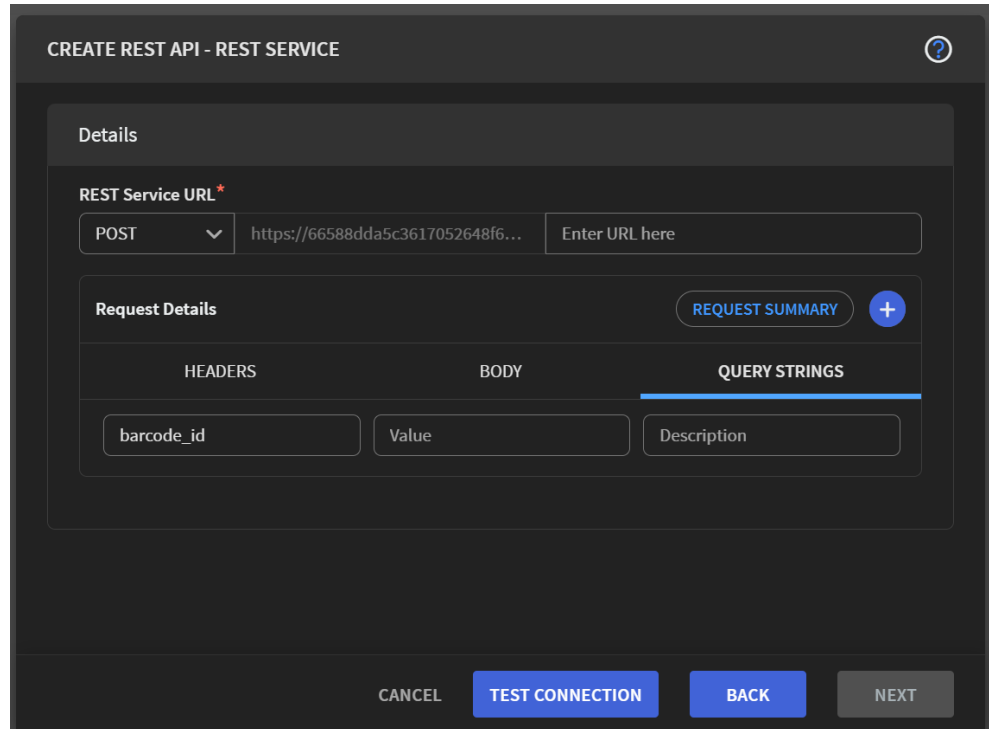 CREATE REST API - REST SERVICE
Details
REST Service URL*
POST https://66588dda5c3617052648f6... Enter URL here
Request Details REQUEST SUMMARY
HEADERS BODY QUERY STRINGS
barcode_id Value Description
CANCEL TEST CONNECTION BACK NEXT